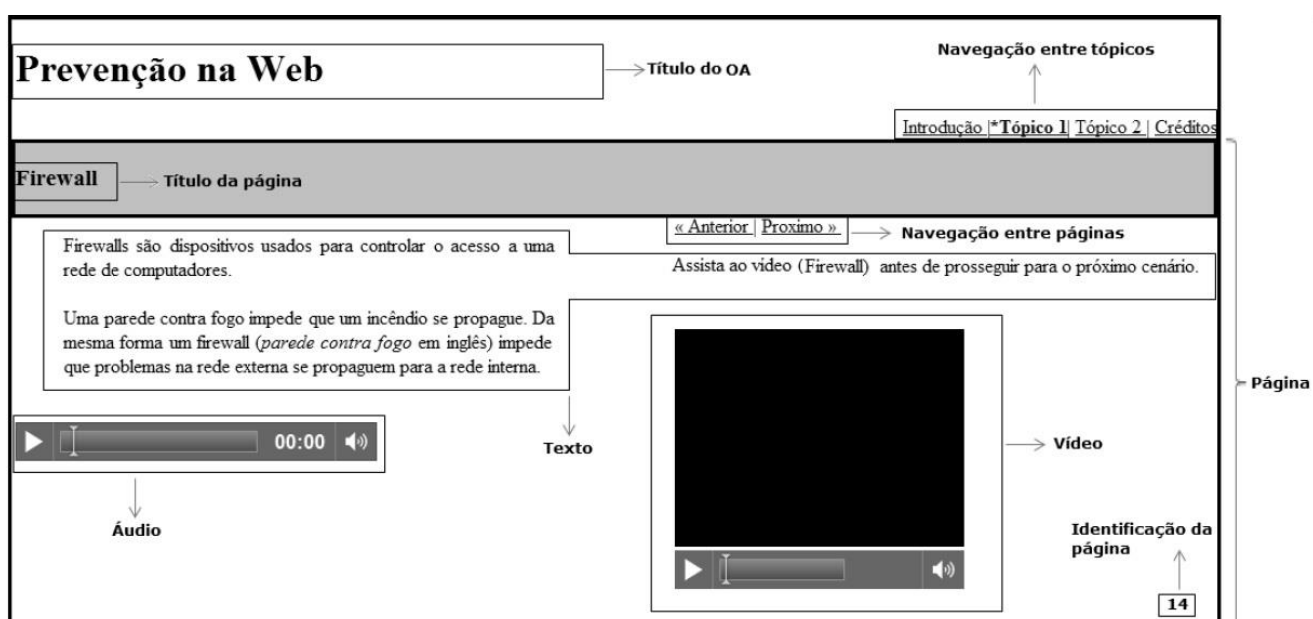 Prevenção na Web
Título do OA
Navegação entre tópicos
Introdução |*Tópico 1| Tópico 2 | Créditos
Firewall
Título da página
« Anterior | Proximo »
Navegação entre páginas
Firewalls são dispositivos usados para controlar o acesso a uma
rede de computadores.
Assista ao video (Firewall) antes de prosseguir para o próximo cenário.
Uma parede contra fogo impede que um incêndio se propague. Da
mesma forma um firewall (parede contra fogo em inglês) impede
que problemas na rede externa se propaguem para a rede interna.
Página
00:00
Texto
Vídeo
Áudio
Identificação da
página
14